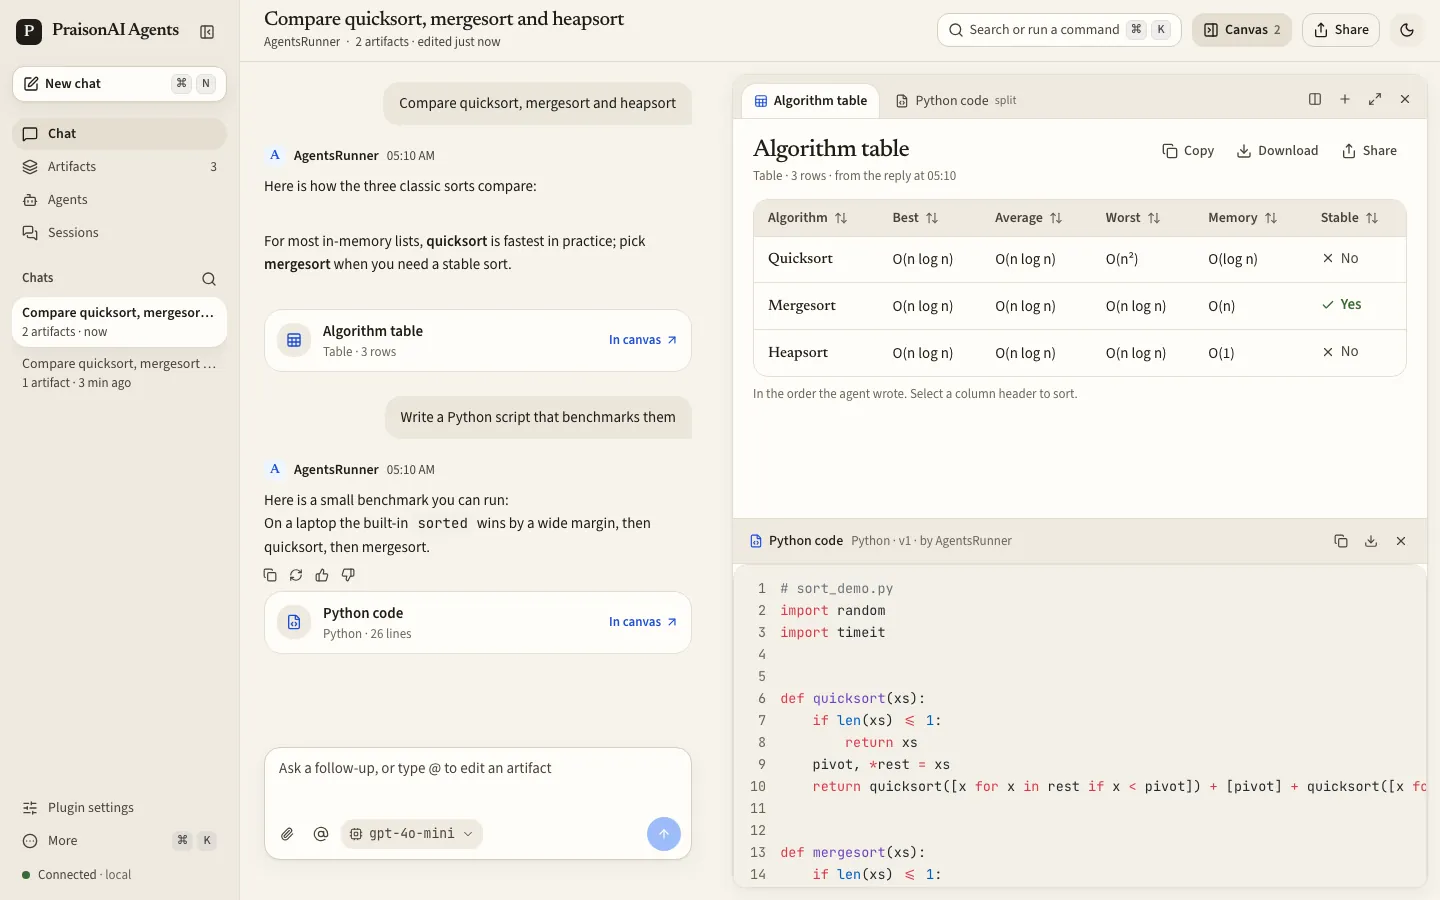 P PraisonAI Agents
New chat ⌘ N
Chat
Artifacts 3
Agents
Sessions
Chats
Compare quicksort, mergesor...
2 artifacts · now
Compare quicksort, mergesort ...
1 artifact · 3 min ago
Plugin settings
More ⌘ K
Connected · local
Compare quicksort, mergesort and heapsort
AgentsRunner · 2 artifacts · edited just now
Search or run a command ⌘ K
Canvas 2
Share
Compare quicksort, mergesort and heapsort
A AgentsRunner 05:10 AM
Here is how the three classic sorts compare:
For most in-memory lists, quicksort is fastest in practice; pick
mergesort when you need a stable sort.
Algorithm table
Table · 3 rows
In canvas
Write a Python script that benchmarks them
A AgentsRunner 05:10 AM
Here is a small benchmark you can run:
On a laptop the built-in sorted wins by a wide margin, then
quicksort, then mergesort.
Python code
Python · 26 lines
In canvas
Ask a follow-up, or type @ to edit an artifact
gpt-4o-mini
Algorithm table
Python code split
Algorithm table
Table · 3 rows · from the reply at 05:10
Copy Download Share
Algorithm Best Average Worst Memory Stable
Quicksort O(n log n) O(n log n) O(n²) O(log n) No
Mergesort O(n log n) O(n log n) O(n log n) O(n) Yes
Heapsort O(n log n) O(n log n) O(n log n) O(1) No
In the order the agent wrote. Select a column header to sort.
Python code Python · v1 · by AgentsRunner
1 # sort_demo.py
2 import random
3 import timeit
4
5
6 def quicksort(xs):
7 if len(xs) <= 1:
8 return xs
9 pivot, *rest = xs
10 return quicksort([x for x in rest if x < pivot]) + [pivot] + quicksort([x fo
11
12
13 def mergesort(xs):
14 if len(xs) <= 1: